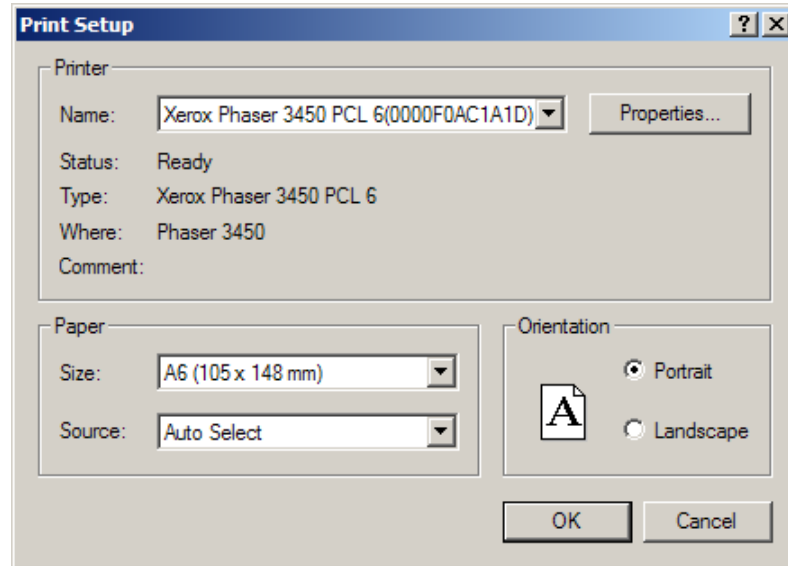 Print Setup
Printer
Name: Xerox Phaser 3450 PCL 6(0000F0AC1A1D) Properties...
Status: Ready
Type: Xerox Phaser 3450 PCL 6
Where: Phaser 3450
Comment:
Paper
Size: A6 (105 x 148 mm)
Source: Auto Select
Orientation
A
Portrait
Landscape
OK Cancel